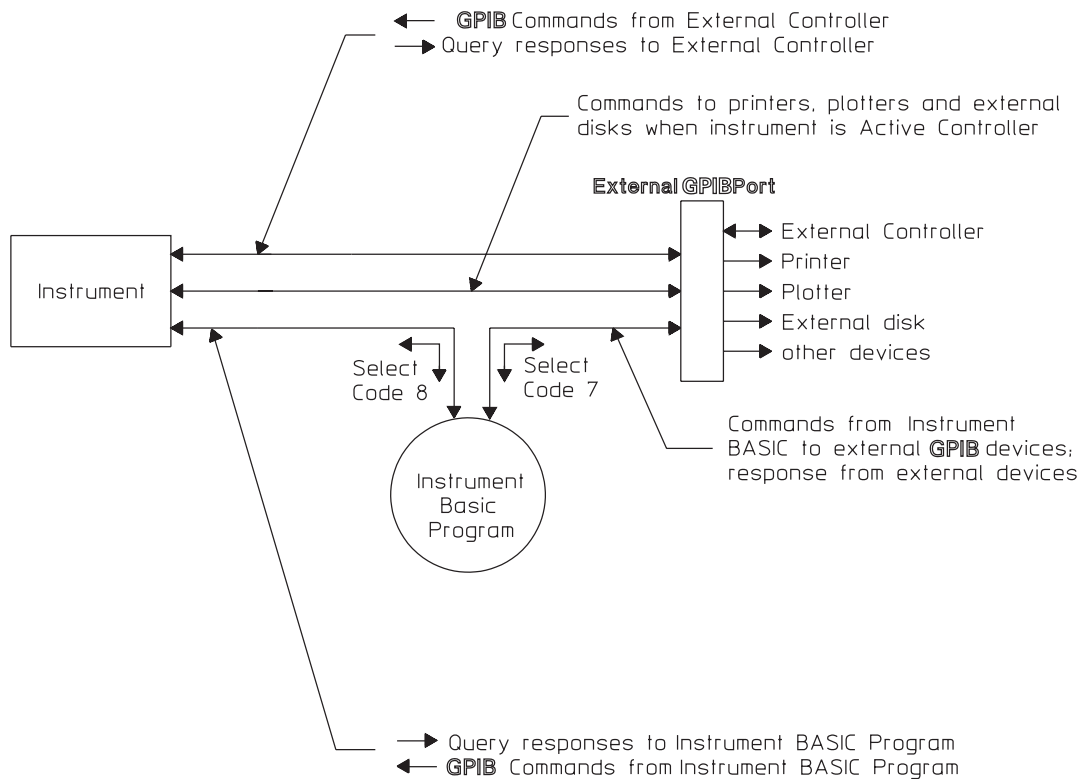 GPIB Commands from External Controller
Query responses to External Controller
Commands to printers, plotters and external
disks when instrument is Active Controller
External GPIB Port
Instrument
External Controller
Printer
Plotter
External disk
other devices
Select
Code 8
Select
Code 7
Instrument
Basic
Program
Commands from Instrument
BASIC to external GPIB devices;
response from external devices
Query responses to Instrument BASIC Program
GPIB Commands from Instrument BASIC Program